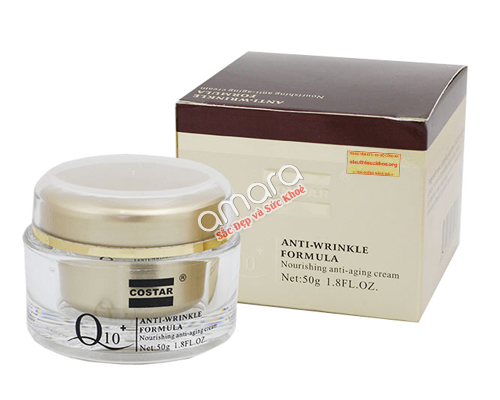 ANTI-WRINKLE
FORMULA
Nourishing anti-aging cream
amara
Sắc Đẹp và Sức Khoẻ
COSTAR
ANTI-WRINKLE
FORMULA
Nourishing anti-aging cream
Net:50g 1.8FL.OZ.
COSTAR ®
Q10+
ANTI-WRINKLE
FORMULA
Nourishing anti-aging cream
Net:50g 1.8FL.OZ.